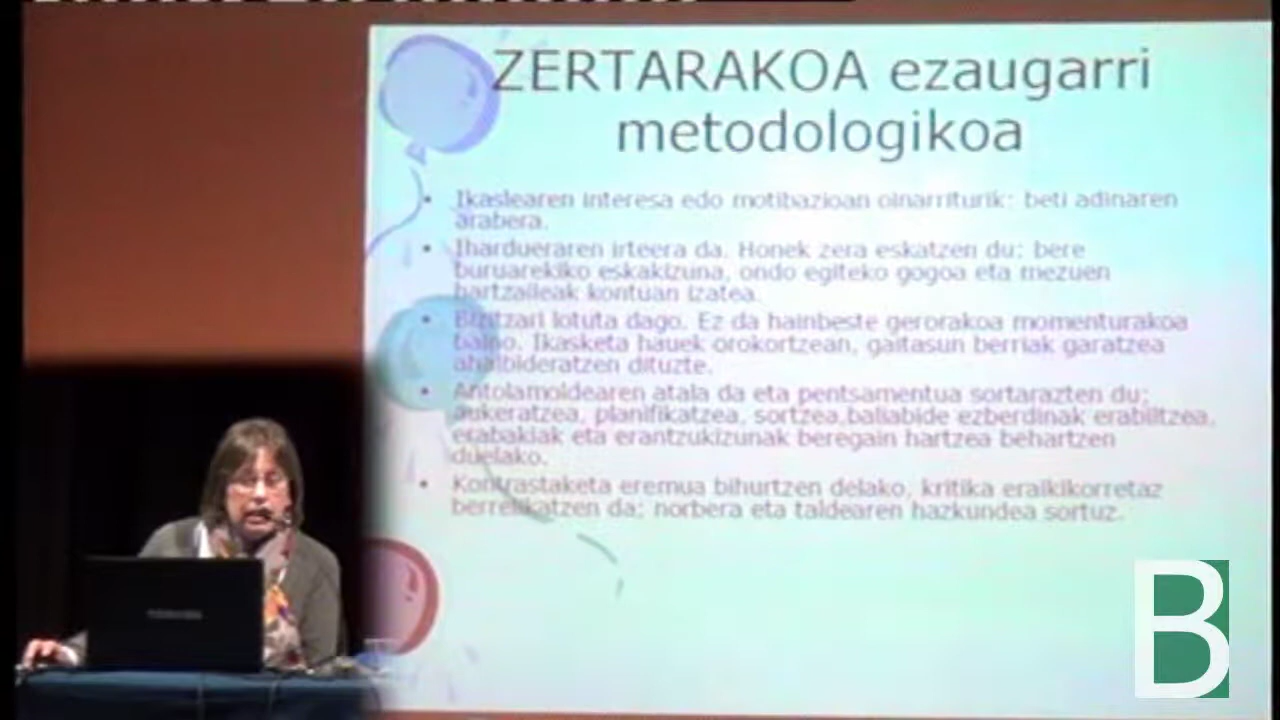 ZERTARAKOA ezaugarri
metodologikoa
• Ikaslearen interesa edo motibazioan oinarriturik: beti adinaren
arabera.
• Ihardueraren irteera da. Honek zera eskatzen du: bere
buruarekiko eskakizuna, ondo egiteko gogoa eta mezuen
hartzaileak kontuan izatea.
• Bizitzari lotuta dago. Ez da hainbeste gerorakoa momenturakoa
baino. Ikasketa hauek orokortzean, gaitasun berriak garatzea
ahalbideratzen dituzte.
• Antolamoldearen atala da eta pentsamentua sortarazten du:
aukeratzea, planifikatzea, sortzea,baliabide ezberdinak erabiltzea,
erabakiak eta erantzukizunak beregain hartzea behartzen
duelako.
• Kontrastaketa eremua bihurtzen delako, kritika eraikikorretaz
berrelikatzen da: norbera eta taldearen hazkundea sortuz.
TOSHIBA
B